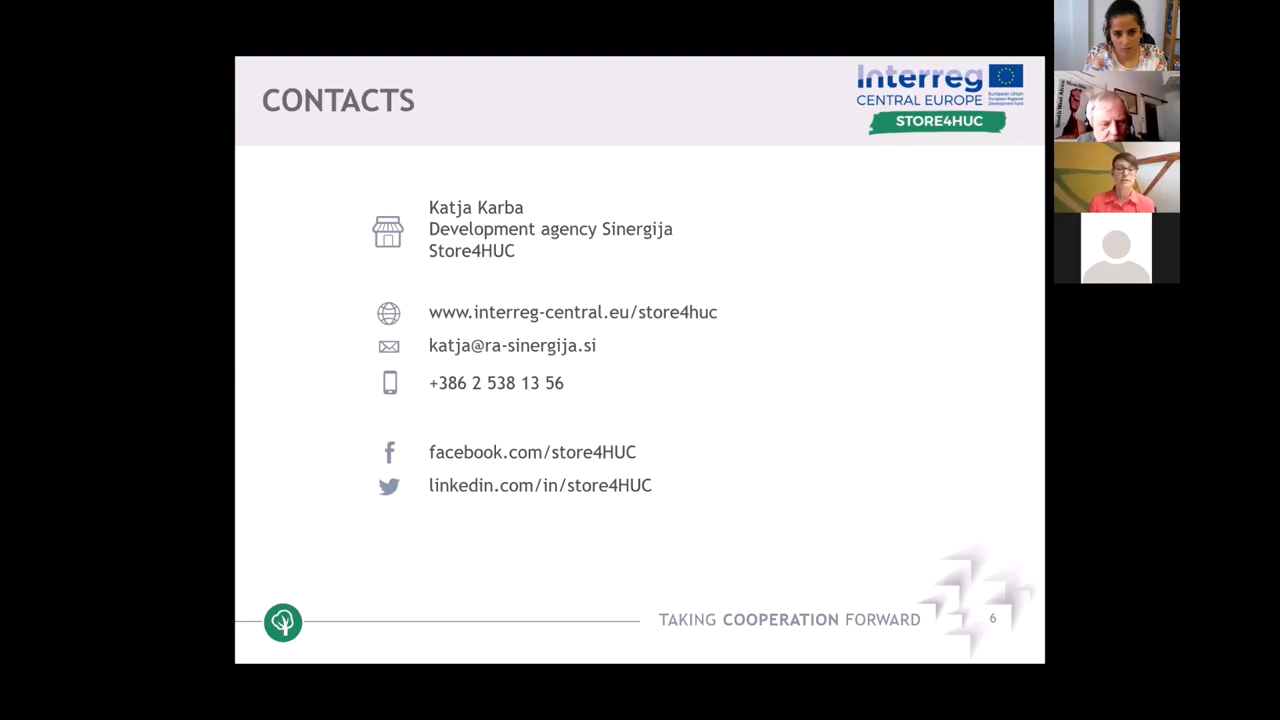 CONTACTS
Interreg
CENTRAL EUROPE
European Union
European Regional
Development Fund
STORE4HUC
Katja Karba
Development agency Sinergija
Store4HUC
www.interreg-central.eu/store4huc
katja@ra-sinergija.si
+386 2 538 13 56
facebook.com/store4HUC
linkedin.com/in/store4HUC
TAKING COOPERATION FORWARD
6